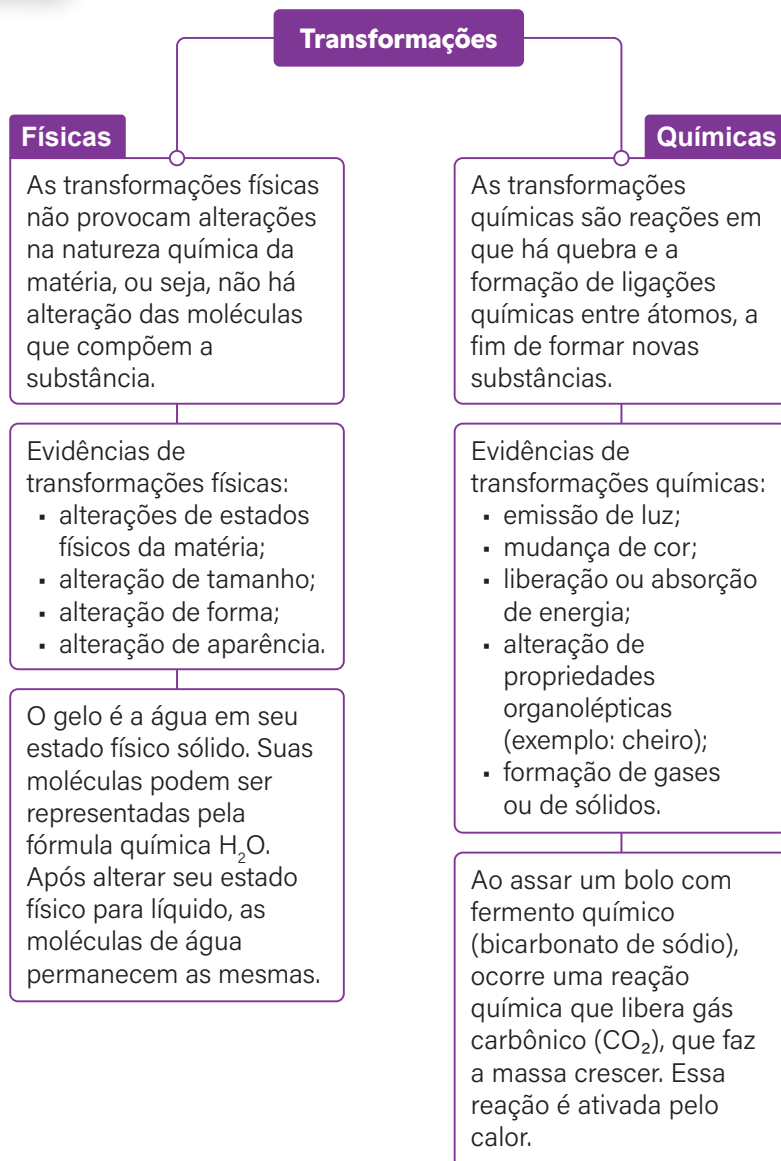 Transformações
Físicas
As transformações físicas
não provocam alterações
na natureza química da
matéria, ou seja, não há
alteração das moléculas
que compõem a
substância.
Evidências de
transformações físicas:
▪ alterações de estados
físicos da matéria;
▪ alteração de tamanho;
▪ alteração de forma;
▪ alteração de aparência.
O gelo é a água em seu
estado físico sólido. Suas
moléculas podem ser
representadas pela
fórmula química H₂O.
Após alterar seu estado
físico para líquido, as
moléculas de água
permanecem as mesmas.
Químicas
As transformações
químicas são reações em
que há quebra e a
formação de ligações
químicas entre átomos, a
fim de formar novas
substâncias.
Evidências de
transformações químicas:
▪ emissão de luz;
▪ mudança de cor;
▪ liberação ou absorção
de energia;
▪ alteração de
propriedades
organolépticas
(exemplo: cheiro);
▪ formação de gases
ou de sólidos.
Ao assar um bolo com
fermento químico
(bicarbonato de sódio),
ocorre uma reação
química que libera gás
carbônico (CO₂), que faz
a massa crescer. Essa
reação é ativada pelo
calor.